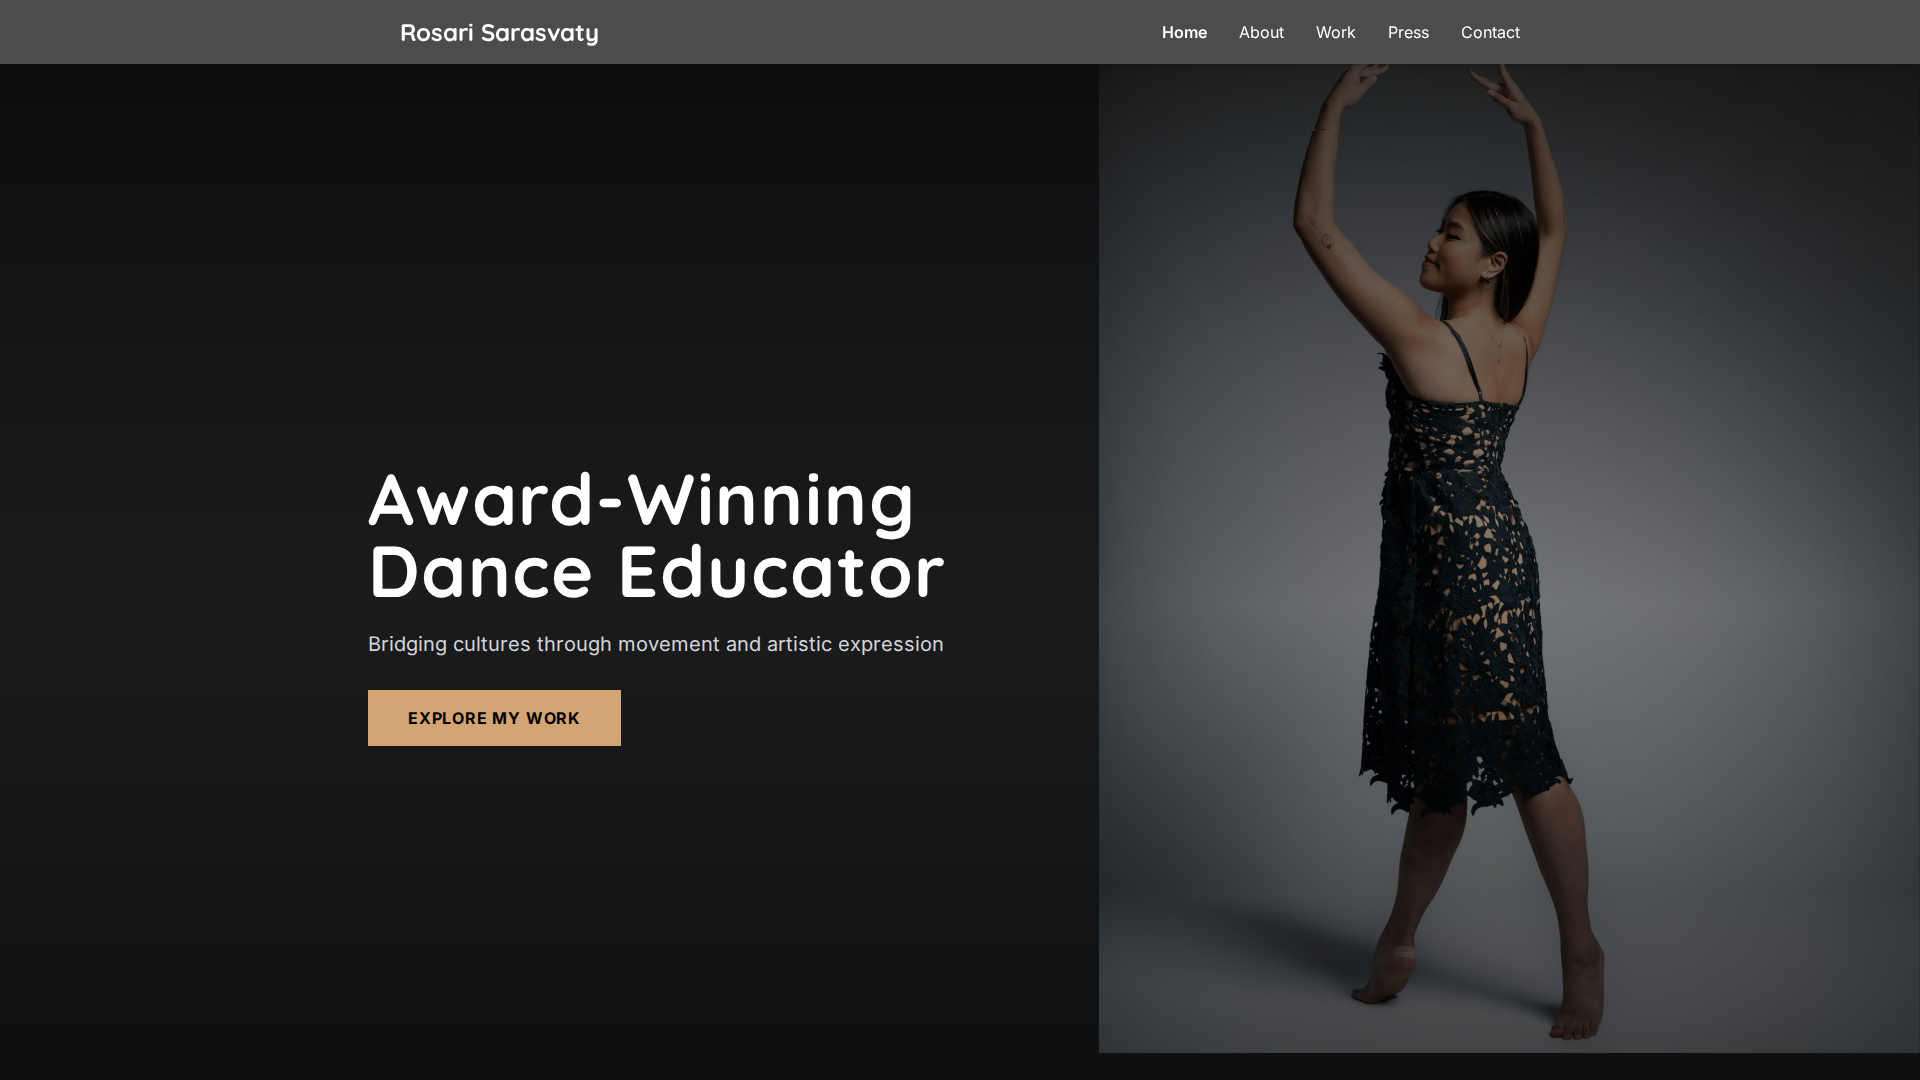 Rosari Sarasvaty
Home About Work Press Contact
Award-Winning
Dance Educator
Bridging cultures through movement and artistic expression
EXPLORE MY WORK